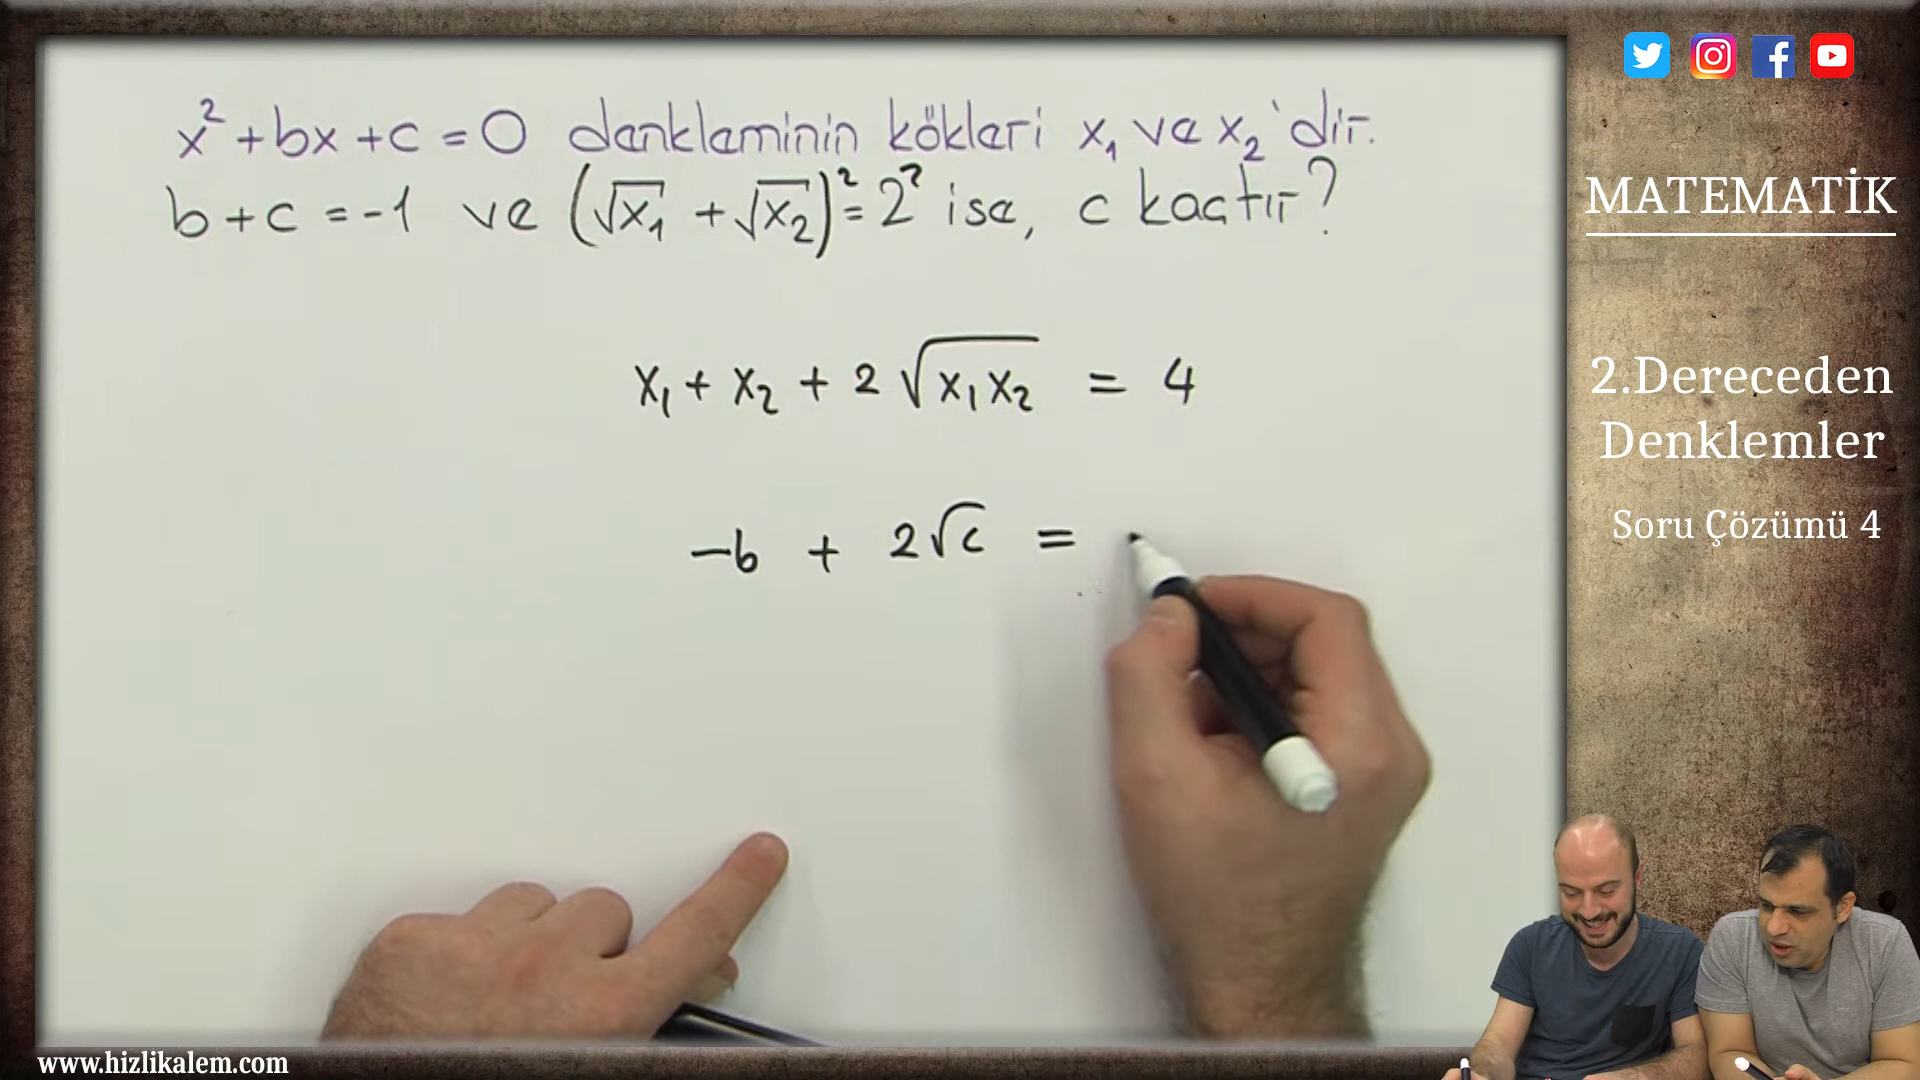 x² + bx + c = 0 denkleminin kökleri x₁ ve x₂'dir.
b + c = -1 ve (√x₁ + √x₂)² = 2² ise, c kaçtır?
x₁ + x₂ + 2√x₁x₂ = 4
-b + 2√c =
MATEMATİK
2.Dereceden
Denklemler
Soru Çözümü 4
www.hizlikalem.com